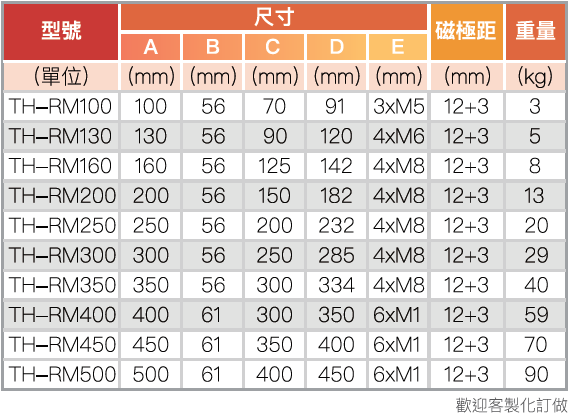 型號 尺寸 磁極距 重量
A B C D E
(單位) (mm) (mm) (mm) (mm) (mm) (mm) (kg)
TH-RM100 100 56 70 91 3xM5 12+3 3
TH-RM130 130 56 90 120 4xM6 12+3 5
TH-RM160 160 56 125 142 4xM8 12+3 8
TH-RM200 200 56 150 182 4xM8 12+3 13
TH-RM250 250 56 200 232 4xM8 12+3 20
TH-RM300 300 56 250 285 4xM8 12+3 29
TH-RM350 350 56 300 334 4xM8 12+3 40
TH-RM400 400 61 300 350 6xM1 12+3 59
TH-RM450 450 61 350 400 6xM1 12+3 70
TH-RM500 500 61 400 450 6xM1 12+3 90
歡迎客製化訂做